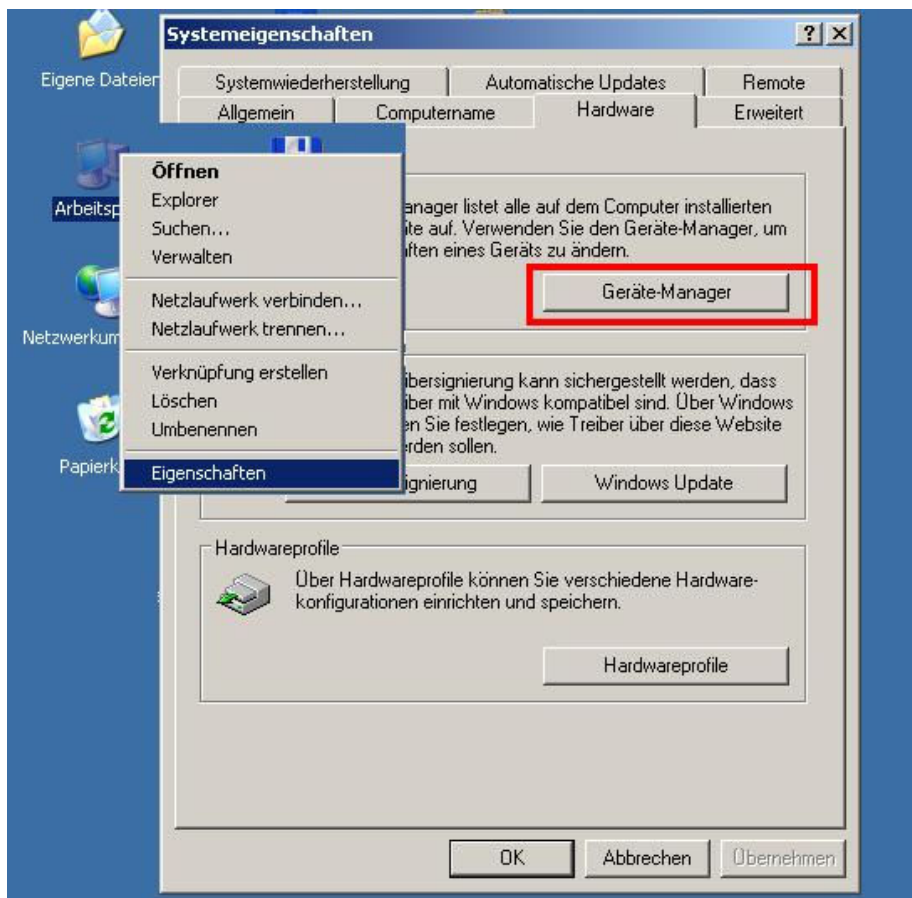 Systemeigenschaften
Eigene Dateien
Systemwiederherstellung Automatische Updates Remote
Allgemein Computername Hardware Erweitert
Öffnen
Explorer
Suchen...
Verwalten
Netzlaufwerk verbinden...
Netzlaufwerk trennen...
Verknüpfung erstellen
Löschen
Umbenennen
Eigenschaften
Arbeitsp
Netzwerkum
Papierk
anager listet alle auf dem Computer installierten
te auf. Verwenden Sie den Geräte-Manager, um
ften eines Geräts zu ändern.
Geräte-Manager
ibersignierung kann sichergestellt werden, dass
iber mit Windows kompatibel sind. Über Windows
en Sie festlegen, wie Treiber über diese Website
rden sollen.
ignierung Windows Update
Hardwareprofile
Über Hardwareprofile können Sie verschiedene Hardware-
konfigurationen einrichten und speichern.
Hardwareprofile
OK Abbrechen Übernehmen